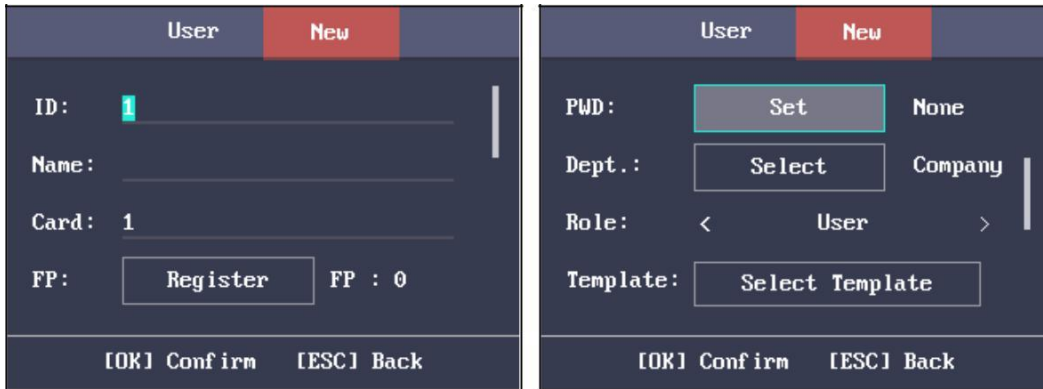 User New
ID: 1
Name:
Card: 1
FP: Register FP : 0
[OK] Confirm [ESC] Back
User New
PWD: Set None
Dept.: Select Company
Role: < User >
Template: Select Template
[OK] Confirm [ESC] Back